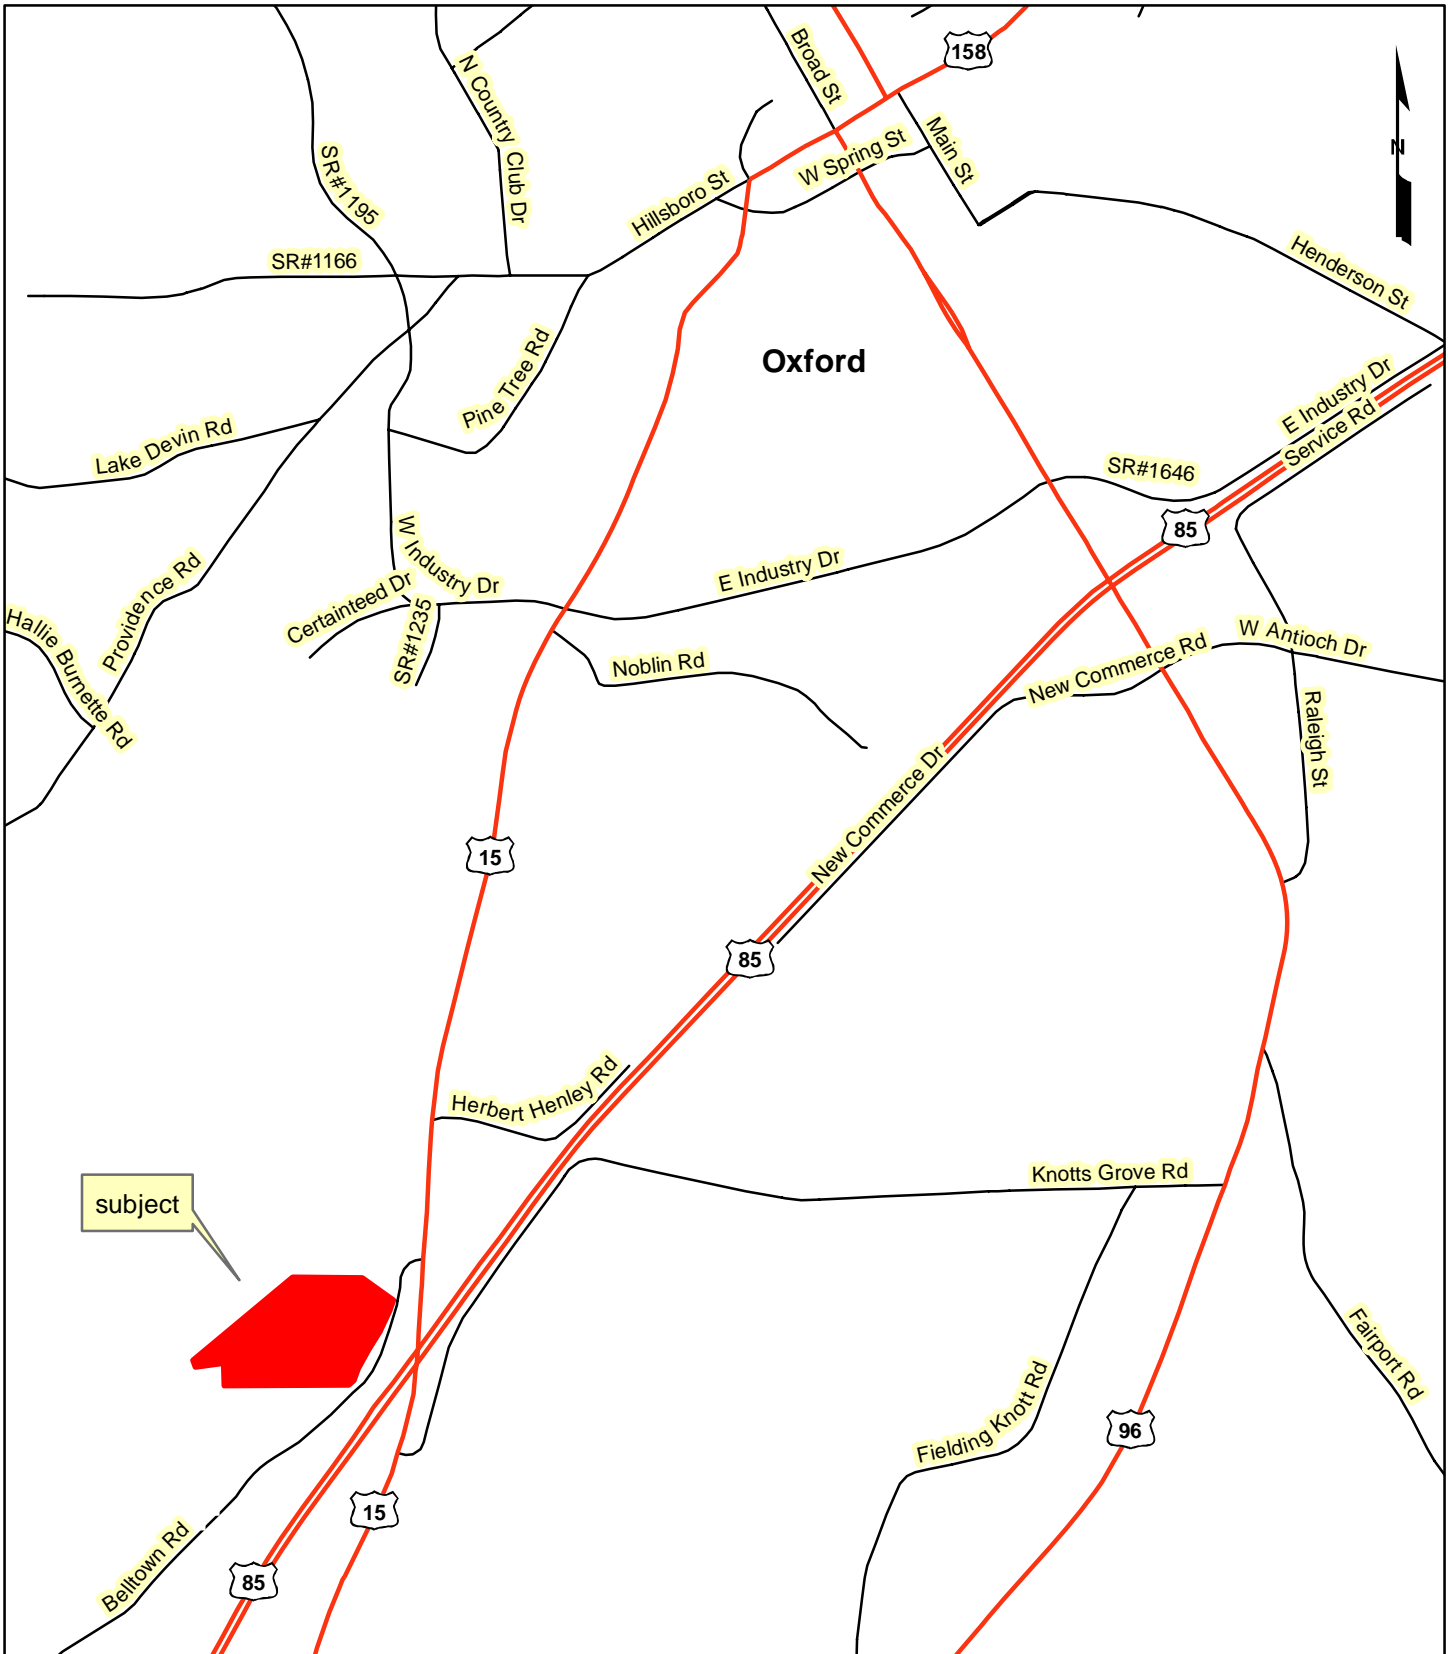 158
Broad St
N Country Club Dr
Main St
N
W Spring St
SR#1195
Hillsboro St
SR#1166
Henderson St
Oxford
Pine Tree Rd
E Industry Dr
Service Rd
Lake Devin Rd
SR#1646
85
W Industry Dr
E Industry Dr
Certainteed Dr
Providence Rd
SR#1235
Hallie Burnette Rd
W Antioch Dr
Noblin Rd
New Commerce Rd
Raleigh St
New Commerce Dr
15
85
Herbert Henley Rd
Knotts Grove Rd
subject
Fairport Rd
Fielding Knott Rd
96
15
Belltown Rd
85